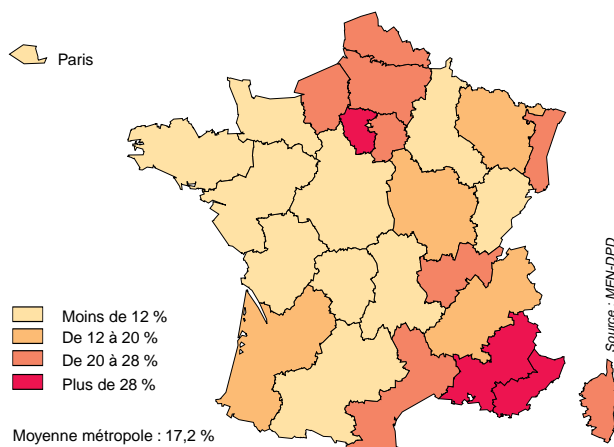 Paris
Moins de 12 %
De 12 à 20 %
De 20 à 28 %
Plus de 28 %
Moyenne métropole : 17,2 %
Source : MEN-DPD